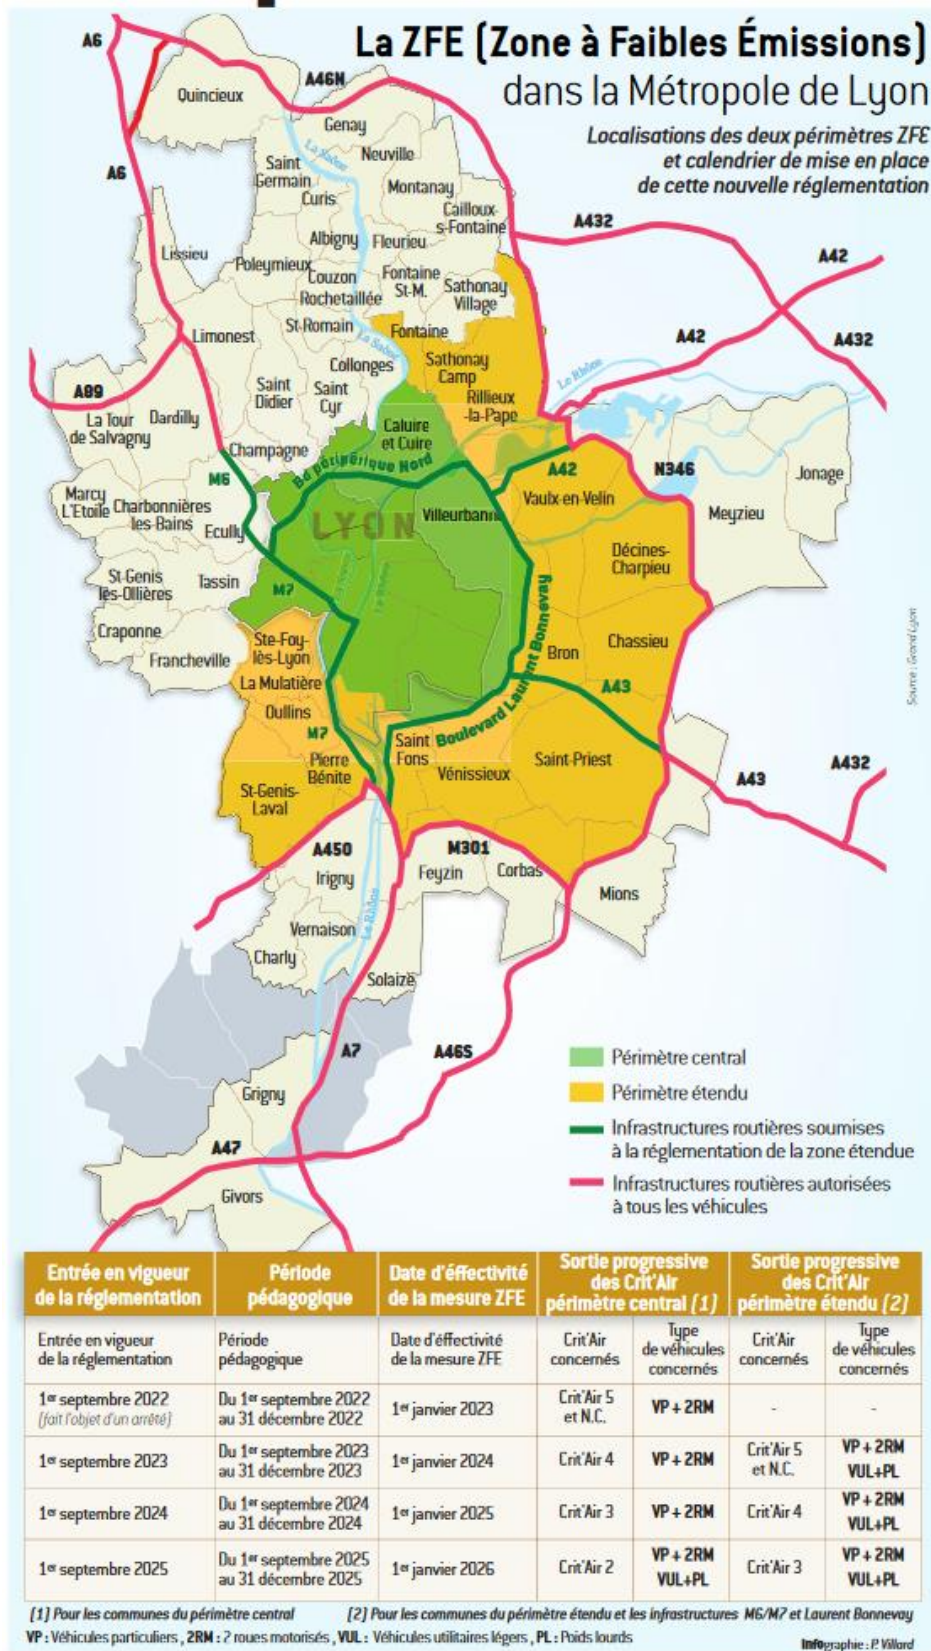 La ZFE (Zone à Faibles Émissions)
dans la Métropole de Lyon
Localisations des deux périmètres ZFE
et calendrier de mise en place
de cette nouvelle réglementation
A6
Quincieux
A46N
Genay
La Saône
Neuville
A6
Saint
Germain
Curis
Montanay
Cailloux-
s-Fontaine
A432
A42
Lissieu
Albigny
Fleurieu
Poleymieux
Couzon
Fontaine
St-M.
Sathonay
Village
Rochetaillée
Limonest
St-Romain
La Saône
Fontaine
A42
A432
Collonges
Sathonay
Camp
Le Rhône
A89
Saint
Didier
Saint
Cyr
Rillieux
-la-Pape
La Tour
de Salvagny
Dardilly
Caluire
et Cuire
Champagne
Bd périphérique Nord
M6
A42
N346
Jonage
Marcy
L'Etoile
Charbonnières
les-Bains
Vaulx-en-Velin
Meyzieu
Ecully
LYON
Villeurbanne
Décines-
Charpieu
St-Genis
les-Ollières
Tassin
M7
Le Rhône
Craponne
Ste-Foy-
lès-Lyon
Chassieu
Francheville
Bron
La Mulatière
Boulevard Laurent Bonnevay
A43
Oullins
M7
Saint
Fons
Pierre
Bénite
Vénissieux
Saint-Priest
A43
A432
St-Genis-
Laval
A450
M301
Irigny
Feyzin
Corbas
Mions
Le Rhône
Vernaison
Charly
Solaize
A7
A46S
Grigny
A47
Givors
Source : Grand Lyon
Périmètre central
Périmètre étendu
Infrastructures routières soumises
à la réglementation de la zone étendue
Infrastructures routières autorisées
à tous les véhicules
Entrée en vigueur
de la réglementation
Période
pédagogique
Date d'éffectivité
de la mesure ZFE
Sortie progressive
des Crit'Air
périmètre central (1)
Sortie progressive
des Crit'Air
périmètre étendu (2)
Entrée en vigueur
de la réglementation
Période
pédagogique
Date d'éffectivité
de la mesure ZFE
Crit'Air
concernés
Type
de véhicules
concernés
Crit'Air
concernés
Type
de véhicules
concernés
1er septembre 2022
(fait l'objet d'un arrêté)
Du 1er septembre 2022
au 31 décembre 2022
1er janvier 2023
Crit'Air 5
et N.C.
VP + 2RM
-
-
1er septembre 2023
Du 1er septembre 2023
au 31 décembre 2023
1er janvier 2024
Crit'Air 4
VP + 2RM
Crit'Air 5
et N.C.
VP + 2RM
VUL+PL
1er septembre 2024
Du 1er septembre 2024
au 31 décembre 2024
1er janvier 2025
Crit'Air 3
VP + 2RM
Crit'Air 4
VP + 2RM
VUL+PL
1er septembre 2025
Du 1er septembre 2025
au 31 décembre 2025
1er janvier 2026
Crit'Air 2
VP + 2RM
VUL+PL
Crit'Air 3
VP + 2RM
VUL+PL
(1) Pour les communes du périmètre central
(2) Pour les communes du périmètre étendu et les infrastructures M6/M7 et Laurent Bonnevay
VP : Véhicules particuliers , 2RM : 2 roues motorisés , VUL : Véhicules utilitaires légers , PL : Poids lourds
Infographie : P. Villard